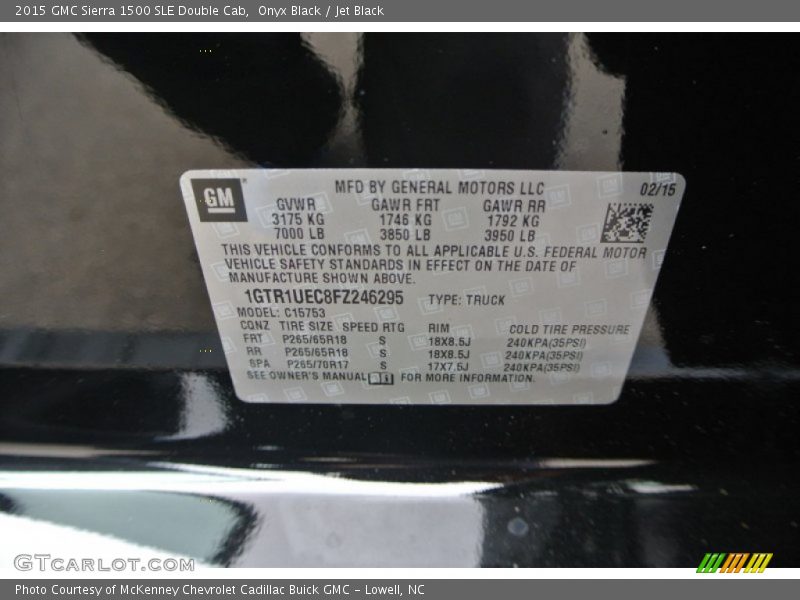 2015 GMC Sierra 1500 SLE Double Cab, Onyx Black / Jet Black
GM
MFD BY GENERAL MOTORS LLC 02/15
GVWR GAWR FRT GAWR RR
3175 KG 1746 KG 1792 KG
7000 LB 3850 LB 3950 LB
THIS VEHICLE CONFORMS TO ALL APPLICABLE U.S. FEDERAL MOTOR
VEHICLE SAFETY STANDARDS IN EFFECT ON THE DATE OF
MANUFACTURE SHOWN ABOVE.
1GTR1UEC8FZ246295 TYPE: TRUCK
MODEL: C15753
CQNZ TIRE SIZE SPEED RTG RIM COLD TIRE PRESSURE
FRT P265/65R18 S 18X8.5J 240KPA(35PSI)
RR P265/65R18 S 18X8.5J 240KPA(35PSI)
SPA P265/70R17 S 17X7.5J 240KPA(35PSI)
SEE OWNER'S MANUAL FOR MORE INFORMATION.
GTCARLOT.COM
Photo Courtesy of McKenney Chevrolet Cadillac Buick GMC - Lowell, NC